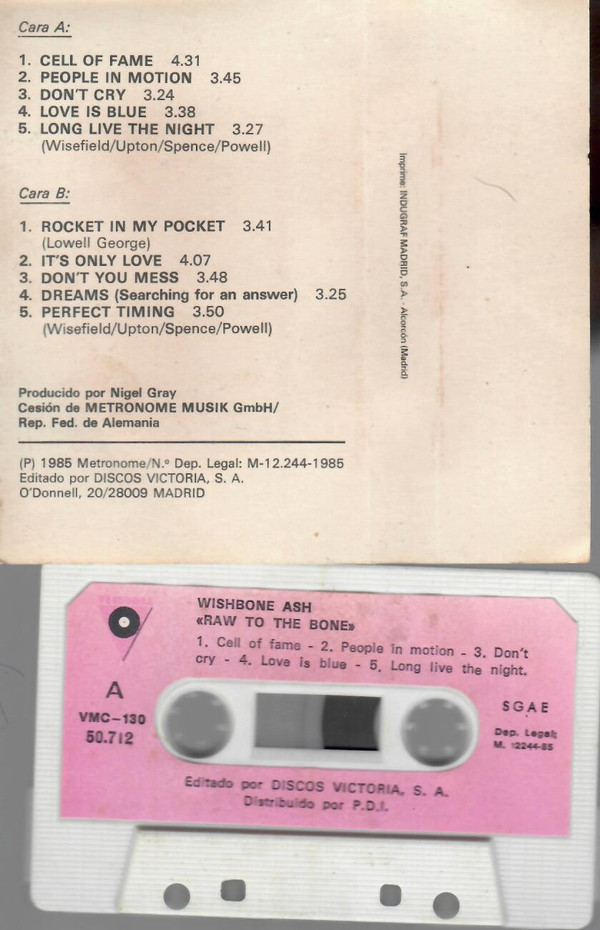 Cara A:
1. CELL OF FAME 4.31
2. PEOPLE IN MOTION 3.45
3. DON'T CRY 3.24
4. LOVE IS BLUE 3.38
5. LONG LIVE THE NIGHT 3.27
(Wisefield/Upton/Spence/Powell)
Cara B:
1. ROCKET IN MY POCKET 3.41
(Lowell George)
2. IT'S ONLY LOVE 4.07
3. DON'T YOU MESS 3.48
4. DREAMS (Searching for an answer) 3.25
5. PERFECT TIMING 3.50
(Wisefield/Upton/Spence/Powell)
Producido por Nigel Gray
Cesión de METRONOME MUSIK GmbH/
Rep. Fed. de Alemania
(P) 1985 Metronome/N.º Dep. Legal: M-12.244-1985
Editado por DISCOS VICTORIA, S. A.
O'Donnell, 20/28009 MADRID
Imprime: INDUGRAF MADRID, S.A. - Alcorcón (Madrid)
WISHBONE ASH
«RAW TO THE BONE»
1. Cell of fame - 2. People in motion - 3. Don't
cry - 4. Love is blue - 5. Long live the night.
A
VMC-130
50.712
SGAE
Dep. Legal;
M. 12244-85
Editado por DISCOS VICTORIA, S. A.
Distribuido por P.D.I.